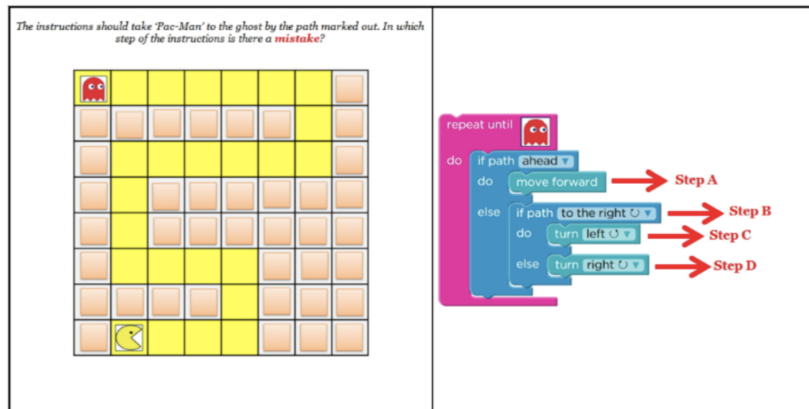 The instructions should take 'Pac-Man' to the ghost by the path marked out. In which
step of the instructions is there a mistake?
repeat until
do if path ahead
do move forward Step A
else if path to the right Step B
do turn left Step C
else turn right Step D